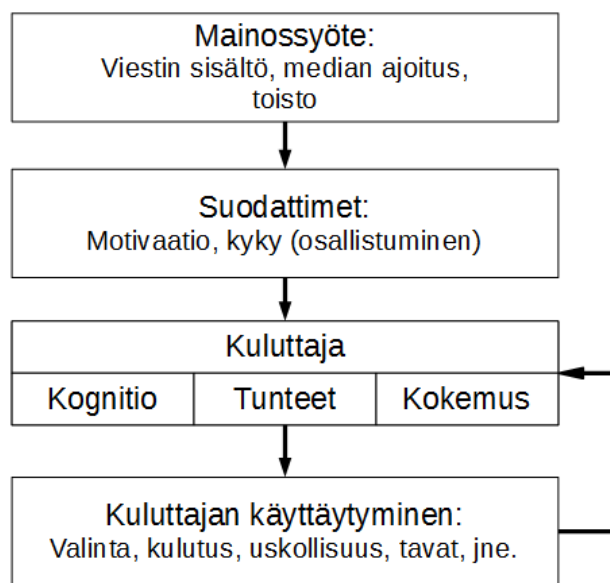 Mainossyöte:
Viestin sisältö, median ajoitus,
toisto
Suodattimet:
Motivaatio, kyky (osallistuminen)
Kuluttaja
Kognitio Tunteet Kokemus
Kuluttajan käyttäytyminen:
Valinta, kulutus, uskollisuus, tavat, jne.